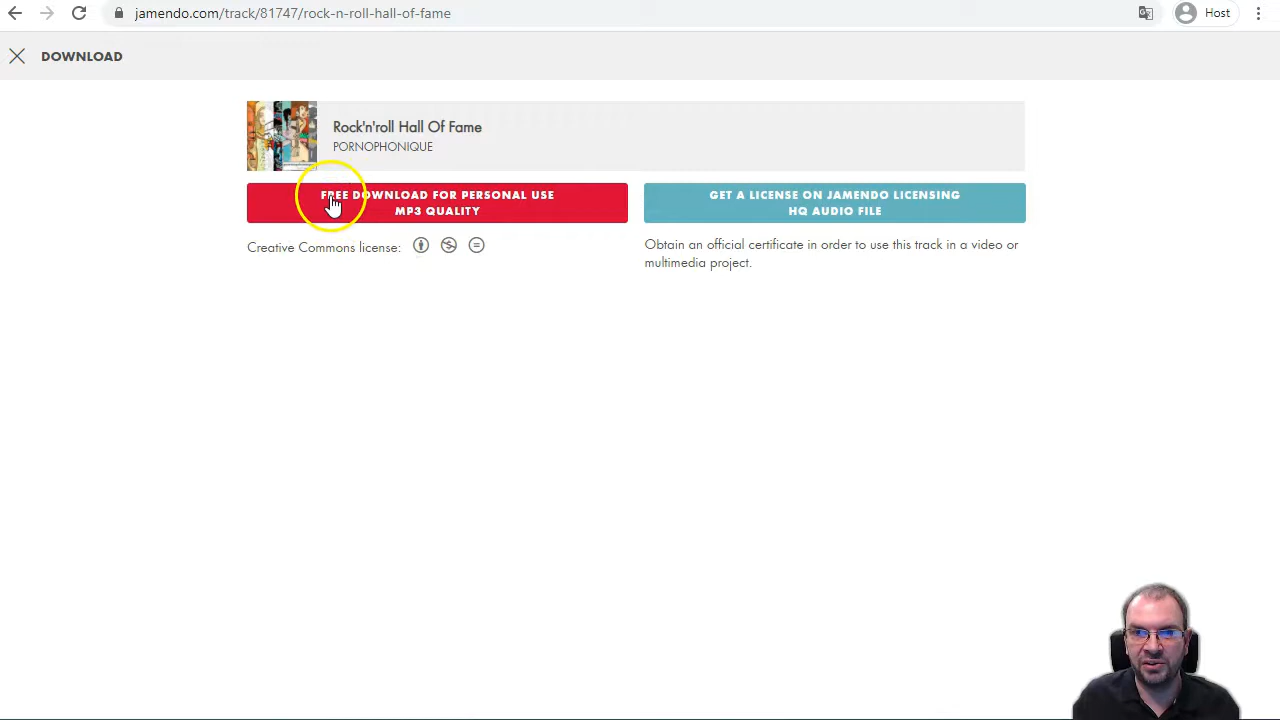 jamendo.com/track/81747/rock-n-roll-hall-of-fame
Host
DOWNLOAD
Rock'n'roll Hall Of Fame
PORNOPHONIQUE
FREE DOWNLOAD FOR PERSONAL USE
MP3 QUALITY
GET A LICENSE ON JAMENDO LICENSING
HQ AUDIO FILE
Creative Commons license:
Obtain an official certificate in order to use this track in a video or
multimedia project.